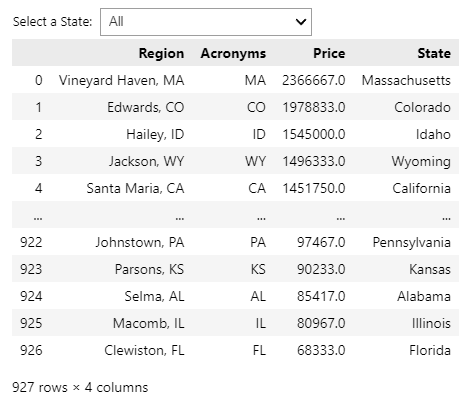 Select a State: All
Region Acronyms Price State
0 Vineyard Haven, MA MA 2366667.0 Massachusetts
1 Edwards, CO CO 1978833.0 Colorado
2 Hailey, ID ID 1545000.0 Idaho
3 Jackson, WY WY 1496333.0 Wyoming
4 Santa Maria, CA CA 1451750.0 California
... ... ... ... ...
922 Johnstown, PA PA 97467.0 Pennsylvania
923 Parsons, KS KS 90233.0 Kansas
924 Selma, AL AL 85417.0 Alabama
925 Macomb, IL IL 80967.0 Illinois
926 Clewiston, FL FL 68333.0 Florida
927 rows × 4 columns